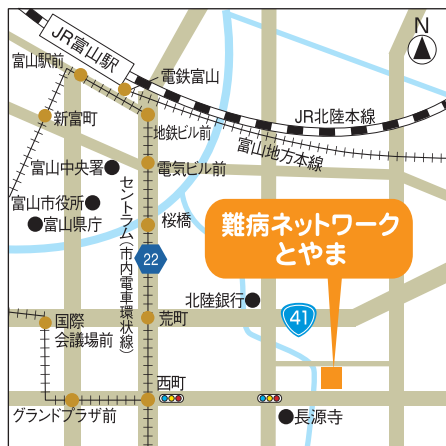 N
JR富山駅
富山駅前
電鉄富山
JR北陸本線
新富町
地鉄ビル前
富山地方本線
富山中央署
電気ビル前
富山市役所
富山県庁
セントラム(市内電車環状線)
桜橋
難病ネットワーク
とやま
22
北陸銀行
41
国際
会議場前
荒町
西町
グランドプラザ前
長源寺